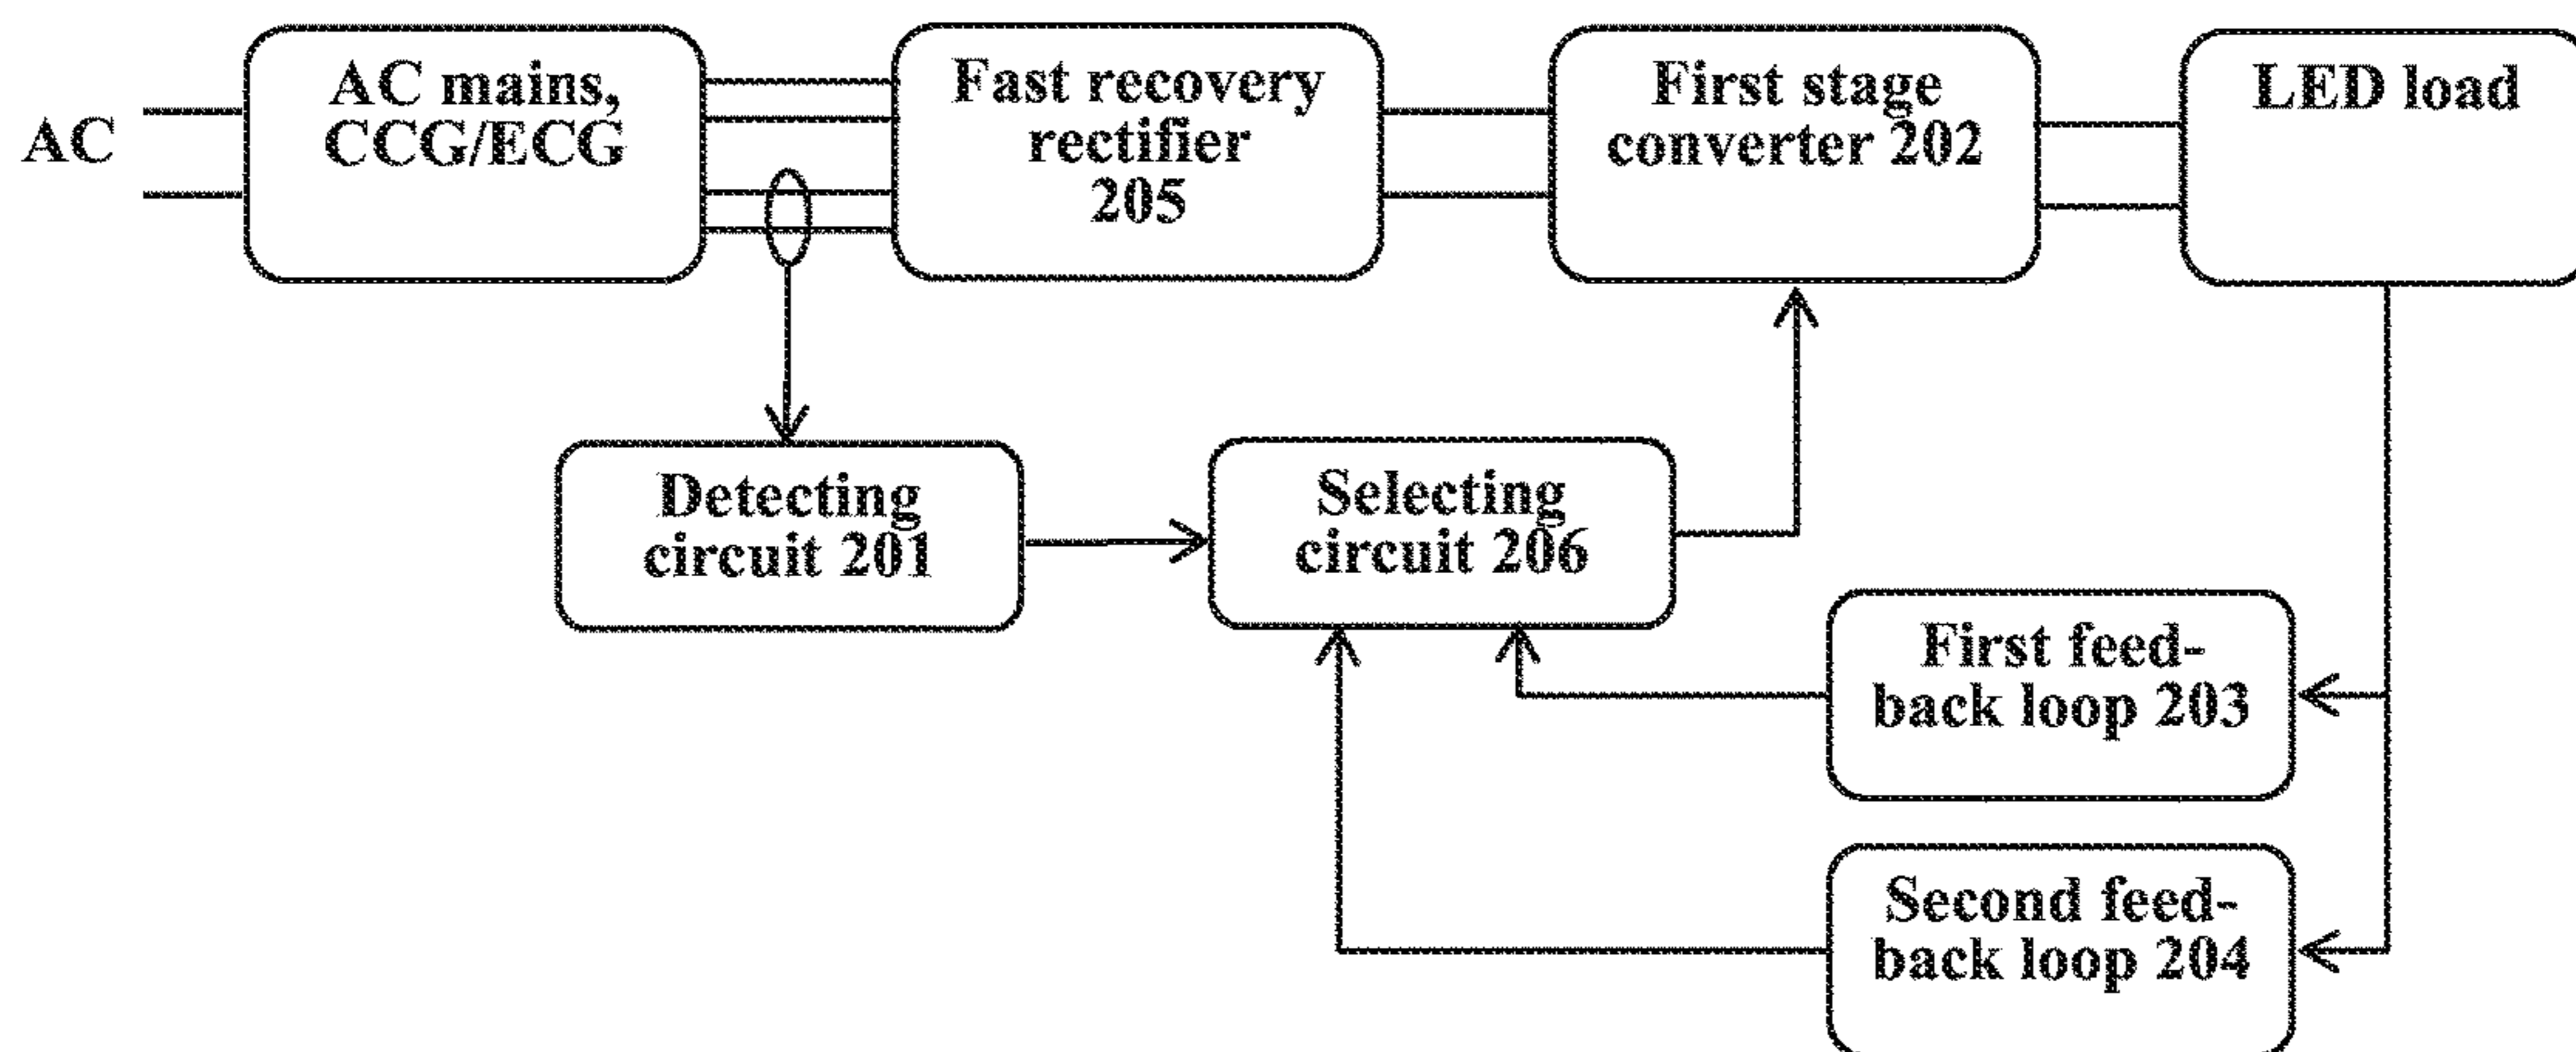 AC
AC mains,
CCG/ECG
Fast recovery
rectifier
205
First stage
converter 202
LED load
Detecting
circuit 201
Selecting
circuit 206
First feed-
back loop 203
Second feed-
back loop 204